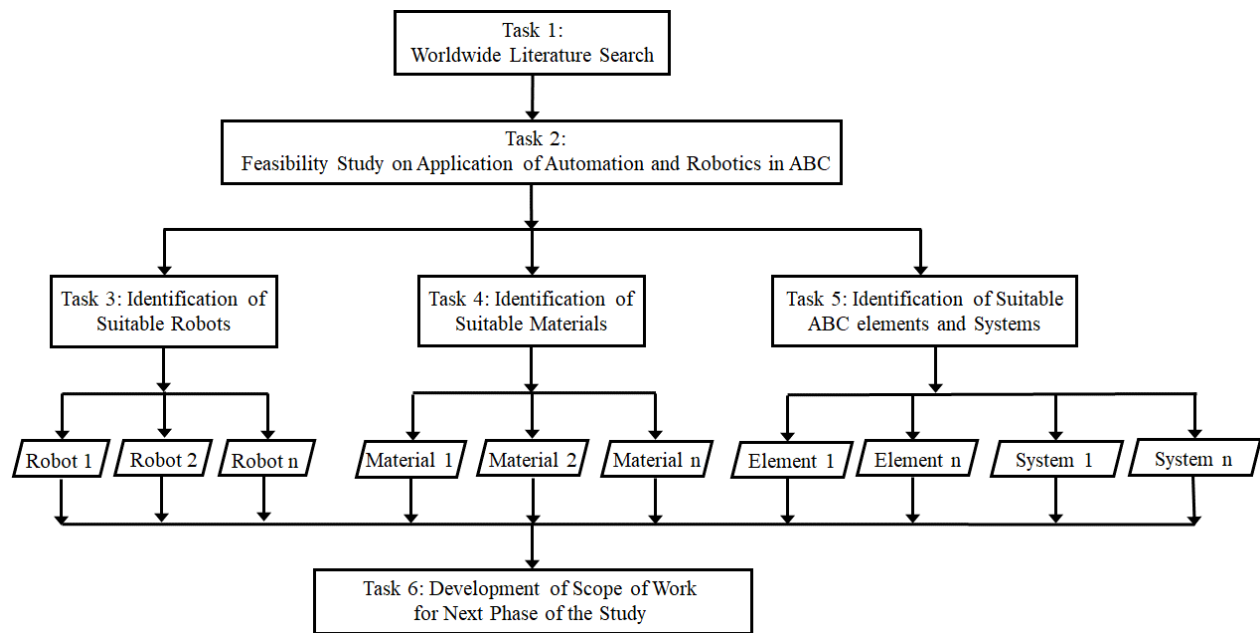 Task 1:
Worldwide Literature Search
Task 2:
Feasibility Study on Application of Automation and Robotics in ABC
Task 3: Identification of
Suitable Robots
Task 4: Identification of
Suitable Materials
Task 5: Identification of Suitable
ABC elements and Systems
Robot 1
Robot 2
Robot n
Material 1
Material 2
Material n
Element 1
Element n
System 1
System n
Task 6: Development of Scope of Work
for Next Phase of the Study